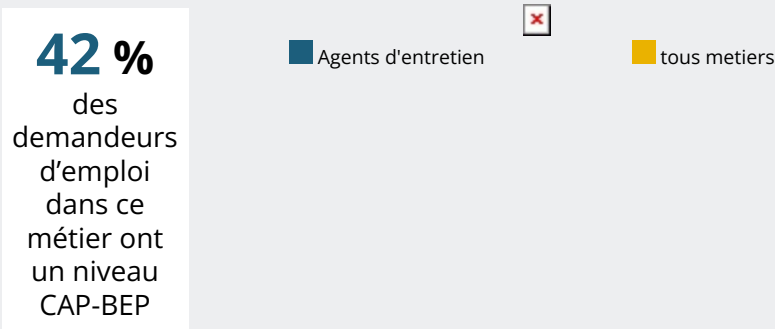 42 %
des
demandeurs
d’emploi
dans ce
métier ont
un niveau
CAP-BEP
Agents d'entretien
tous metiers